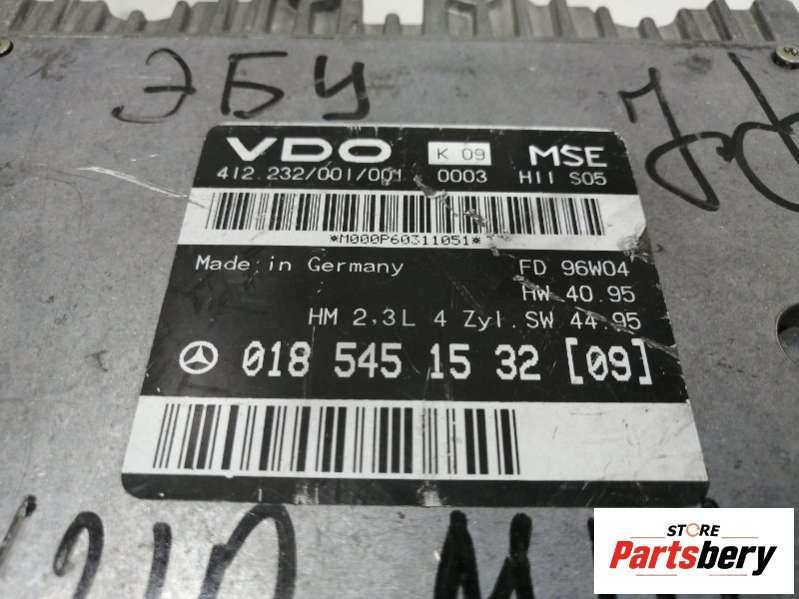 ЭБУ
VDO K 09 MSE
412.232/001/001 0003 H11 S05
*M000P60311051*
Made in Germany FD 96W04
HW 40.95
HM 2,3L 4 Zyl. SW 44.95
018 545 15 32 [09]
STORE
Partsbery